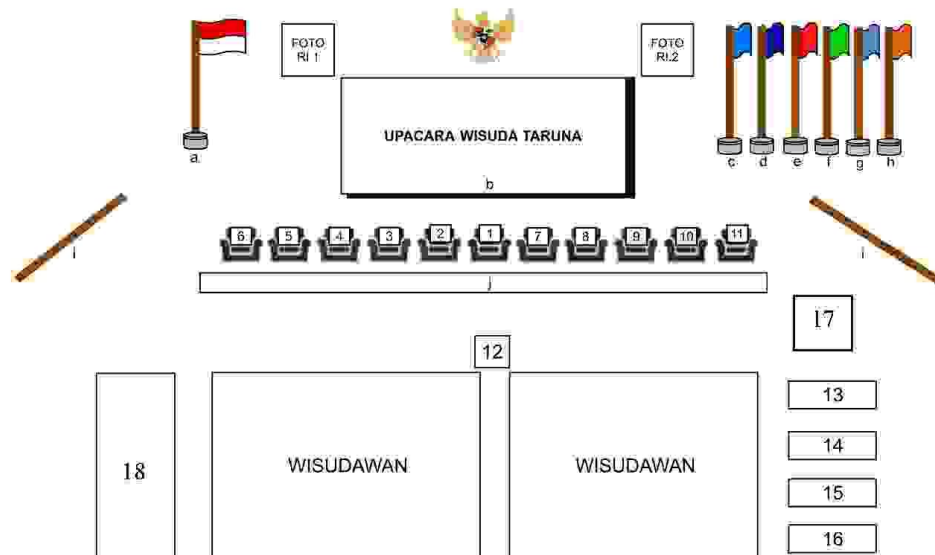 FOTO
RI.1
FOTO
RI.2
UPACARA WISUDA TARUNA
b
a
c d e f g h
i
i
6 5 4 3 2 1 7 8 9 10 11
j
17
12
13
WISUDAWAN
WISUDAWAN
14
18
15
16